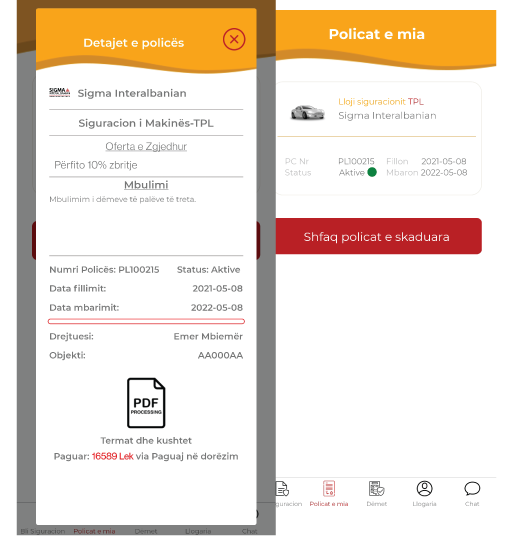 Detajet e policës
SIGMA
Sigma Interalbanian
Siguracion i Makinës-TPL
Oferta e Zgjedhur
Përfito 10% zbritje
Mbulimi
Mbulimim i dëmeve të palëve të treta.
Numri Policës: PL100215 Status: Aktive
Data fillimit: 2021-05-08
Data mbarimit: 2022-05-08
Drejtuesi: Emer Mbiemër
Objekti: AA000AA
PDF
PROCESSING
Termat dhe kushtet
Paguar: 16589 Lek via Paguaj në dorëzim
Bli Siguracion Policat e mia Dëmet Llogaria Chat
Policat e mia
Lloji siguracionit TPL
Sigma Interalbanian
PC Nr PL100215 Fillon 2021-05-08
Status Aktive Mbaron 2022-05-08
Shfaq policat e skaduara
guracion Policat e mia Dëmet Llogaria Chat